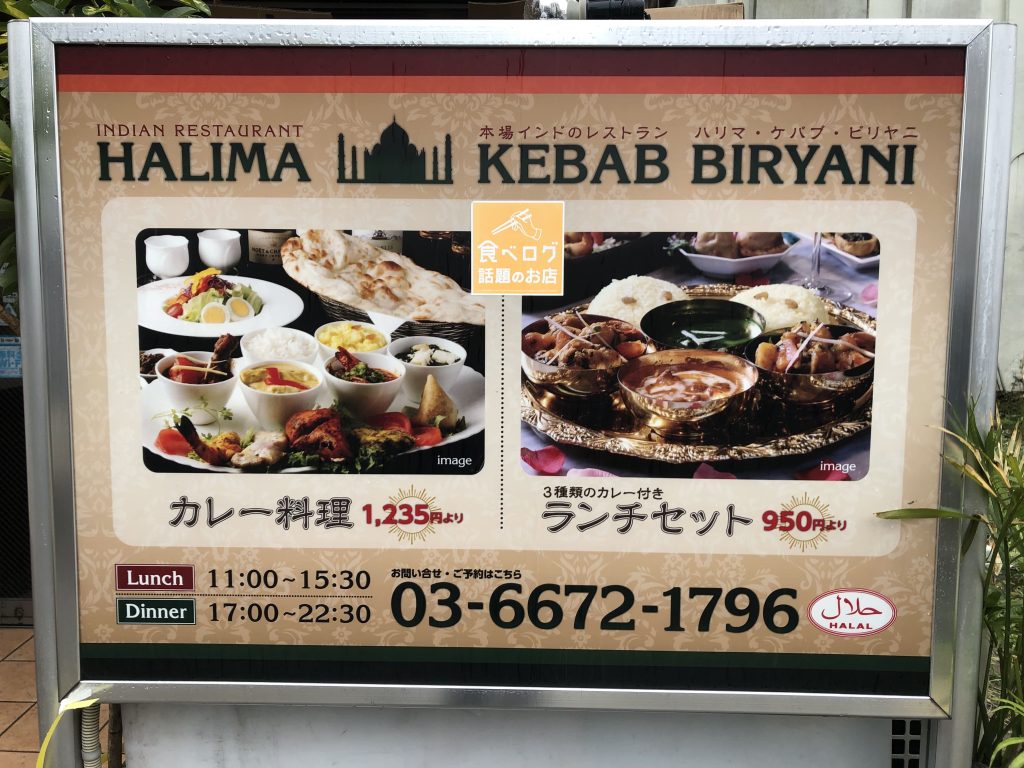 INDIAN RESTAURANT
HALIMA
本場インドのレストラン ハリマ・ケバブ・ビリヤニ
KEBAB BIRYANI
食べログ
話題のお店
image
image
カレー料理 1,235円より
3種類のカレー付き
ランチセット 950円より
Lunch 11:00~15:30
Dinner 17:00~22:30
お問い合せ・ご予約はこちら
03-6672-1796
حلال
HALAL